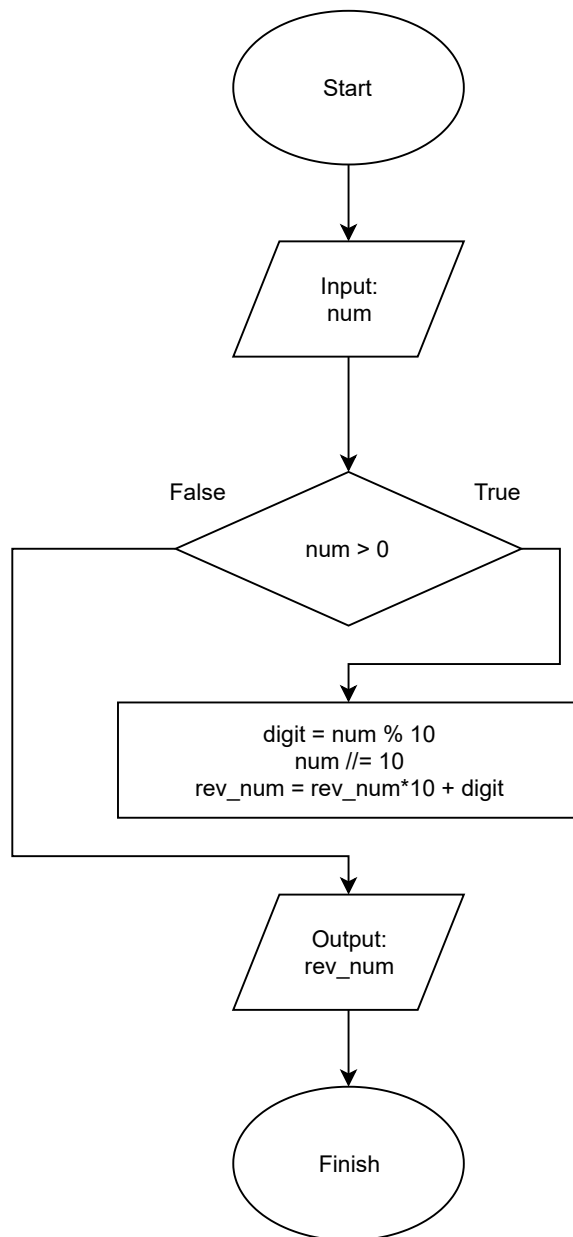 Start
Input:
num
False
True
num > 0
digit = num % 10
num //= 10
rev_num = rev_num*10 + digit
Output:
rev_num
Finish